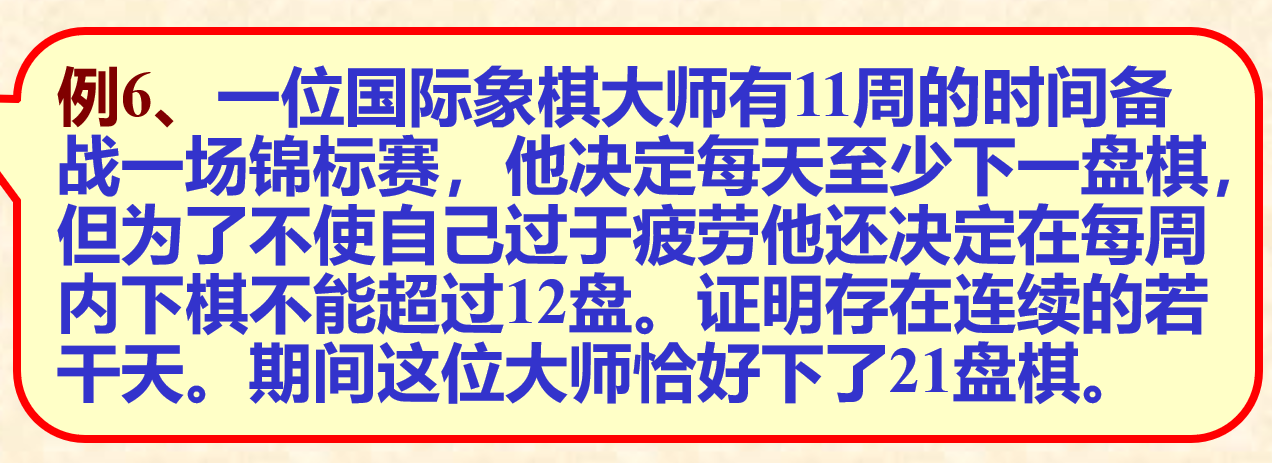 例6、一位国际象棋大师有11周的时间备
战一场锦标赛，他决定每天至少下一盘棋，
但为了不使自己过于疲劳他还决定在每周
内下棋不能超过12盘。证明存在连续的若
干天。期间这位大师恰好下了21盘棋。